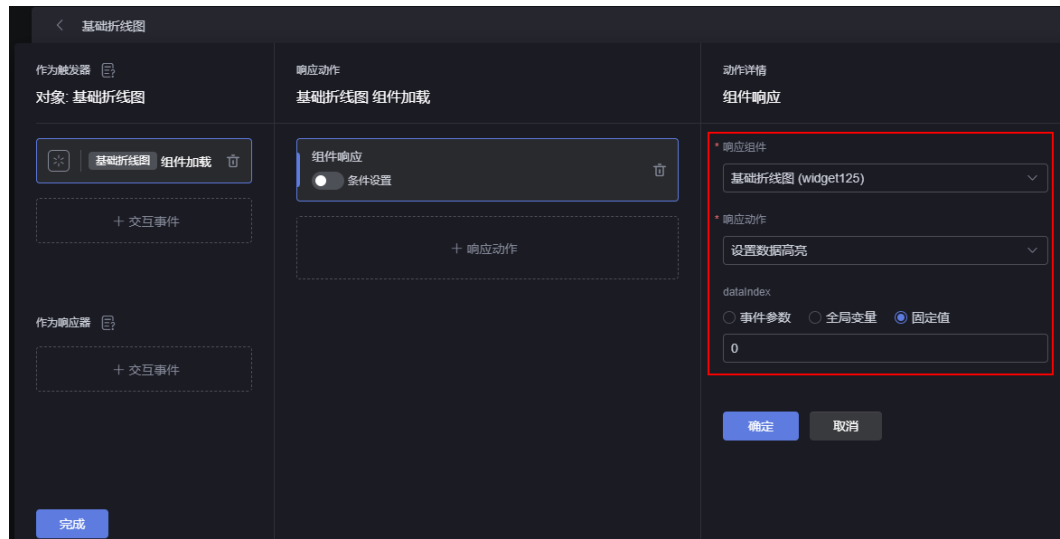 基础折线图
作为触发器
对象: 基础折线图
基础折线图 组件加载
+ 交互事件
作为响应器
+ 交互事件
完成
响应动作
基础折线图 组件加载
组件响应
条件设置
+ 响应动作
动作详情
组件响应
* 响应组件
基础折线图 (widget125)
* 响应动作
设置数据高亮
dataIndex
事件参数 全局变量 固定值
0
确定 取消